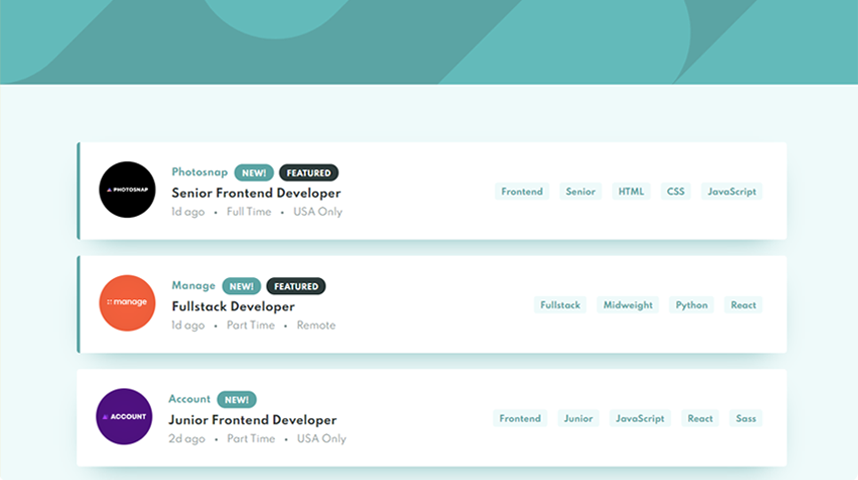 PHOTOSNAP
Photosnap NEW! FEATURED
Senior Frontend Developer
1d ago • Full Time • USA Only
Frontend Senior HTML CSS JavaScript
manage
Manage NEW! FEATURED
Fullstack Developer
1d ago • Part Time • Remote
Fullstack Midweight Python React
ACCOUNT
Account NEW!
Junior Frontend Developer
2d ago • Part Time • USA Only
Frontend Junior JavaScript React Sass